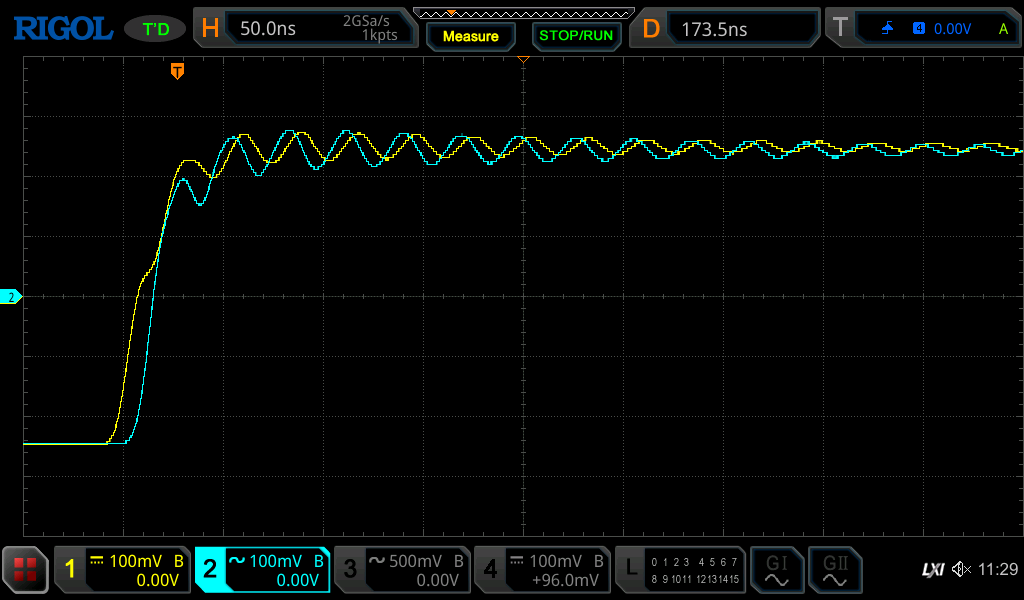 RIGOL T'D H 50.0ns 2GSa/s 1kpts Measure STOP/RUN D 173.5ns T 4 0.00V A
T
2
1 100mV B 0.00V 2 100mV B 0.00V 3 500mV B 0.00V 4 100mV B +96.0mV L 0 1 2 3 4 5 6 7 8 9 10 11 12 13 14 15 GI GII LXI 11:29